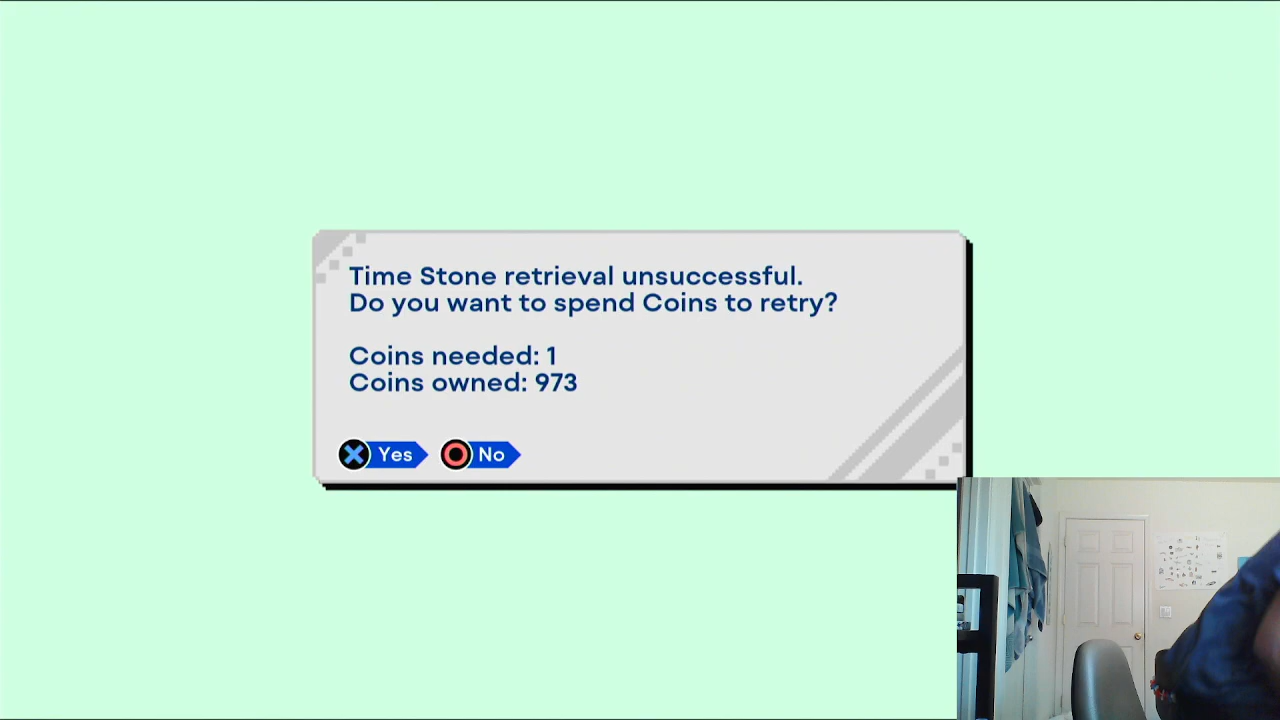 Time Stone retrieval unsuccessful.
Do you want to spend Coins to retry?
Coins needed: 1
Coins owned: 973
Yes No